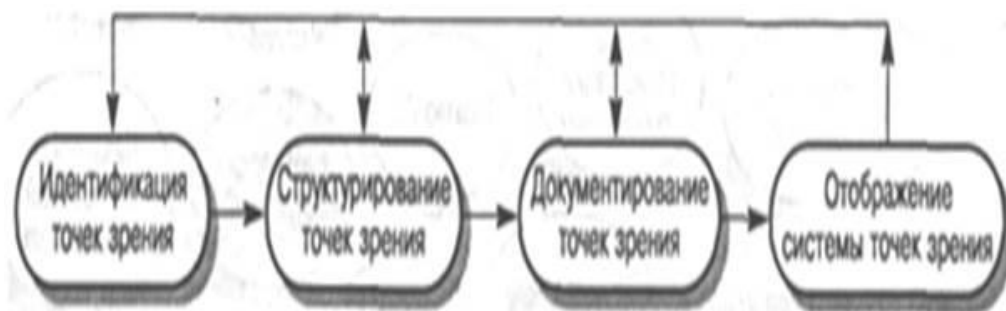 Идентификация
точек зрения
Структурирование
точек зрения
Документирование
точек зрения
Отображение
системы точек зрения